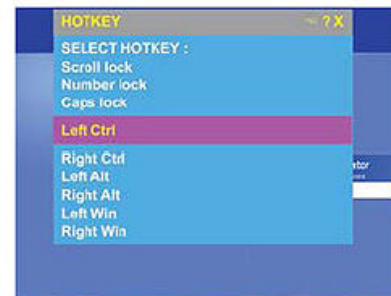 HOTKEY ? X
SELECT HOTKEY :
Scroll lock
Number lock
Caps lock
Left Ctrl
Right Ctrl
Left Alt
Right Alt
Left Win
Right Win